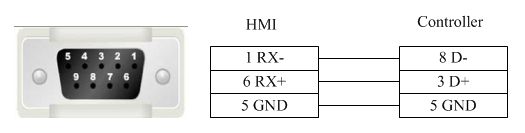 HMI
Controller
5 4 3 2 1
9 8 7 6
1 RX- 8 D-
6 RX+ 3 D+
5 GND 5 GND